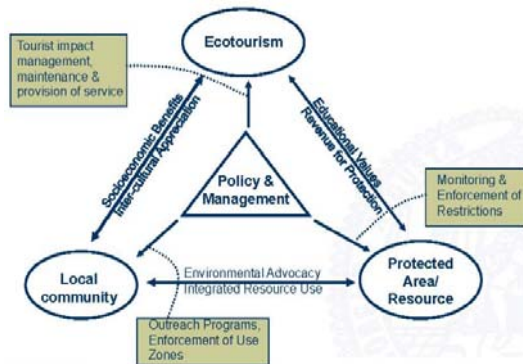 Ecotourism
Tourist impact
management,
maintenance &
provision of service
Socioeconomic Benefits
Inter-cultural Appreciation
Educational Values
Revenue for Protection
Policy &
Management
Monitoring &
Enforcement of
Restrictions
Local
community
Environmental Advocacy
Integrated Resource Use
Protected
Area/
Resource
Outreach Programs,
Enforcement of Use
Zones